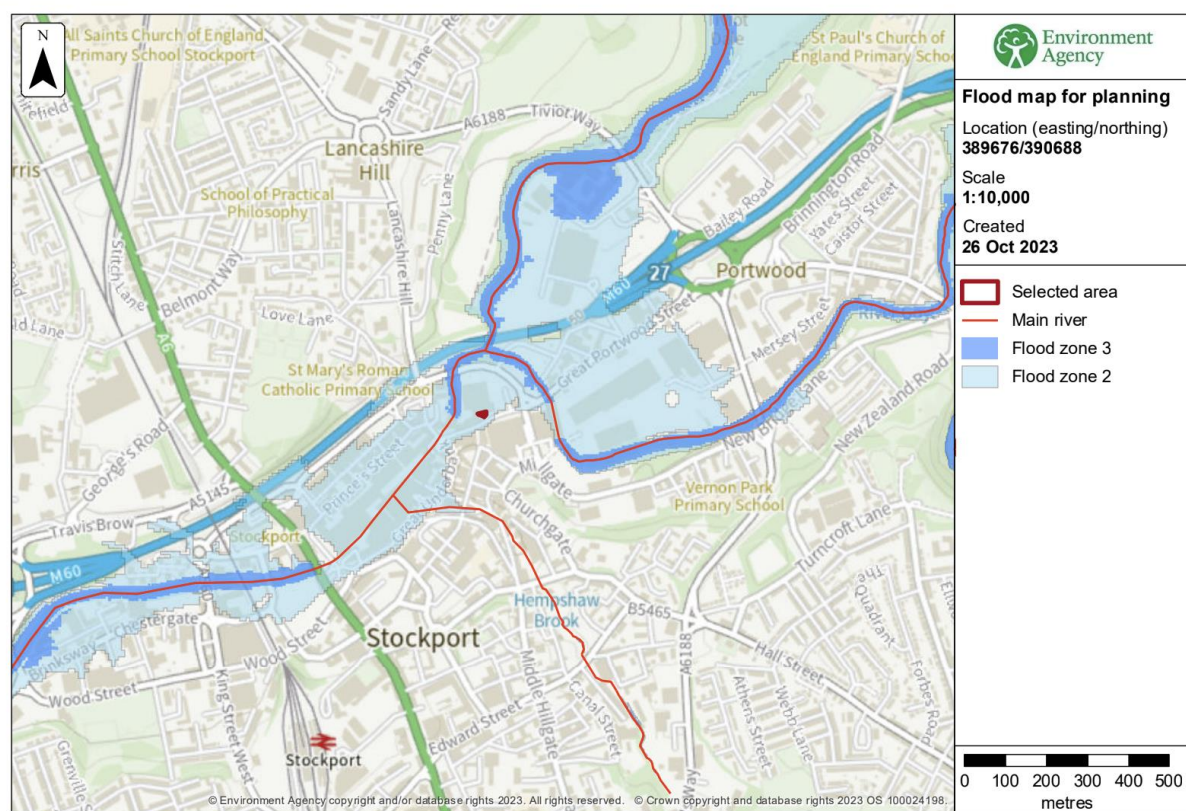 N
All Saints Church of England
Primary School Stockport
Sandy Lane
St Paul's Church of
England Primary
A6188
Tiviot Way
Lancashire
Hill
School of Practical
Philosophy
Penny Lane
Lancashire Hill
Stitch Lane
Belmont Way
Love Lane
A6
Bailey Road
Brinnington Road
Yates Street
Carstor Street
27
M60
Portwood
Great Portwood Street
Mersey Street
St Mary's Roman
Catholic Primary School
George's Road
Prince's Street
A5145
Travis Brow
Stockport
M60
Millgate
Churchgate
New Zealand Road
Vernon Park
Primary School
Turncroft Lane
The
Quadrant
Hempshaw
Brook
B5465
Chestergate
Brinksway
Wood Street
Wood Street
Stockport
A6188
Hall Street
King Street West
Middle Hillgate
Canal Street
Edward Street
Athens Street
Webb Lane
Stockport
Grenville
Way
© Environment Agency copyright and/or database rights 2023. All rights reserved. © Crown copyright and database rights 2023 OS 100024198.
Environment
Agency
Flood map for planning
Location (easting/northing)
389676/390688
Scale
1:10,000
Created
26 Oct 2023
Selected area
Main river
Flood zone 3
Flood zone 2
0 100 200 300 400 500
metres